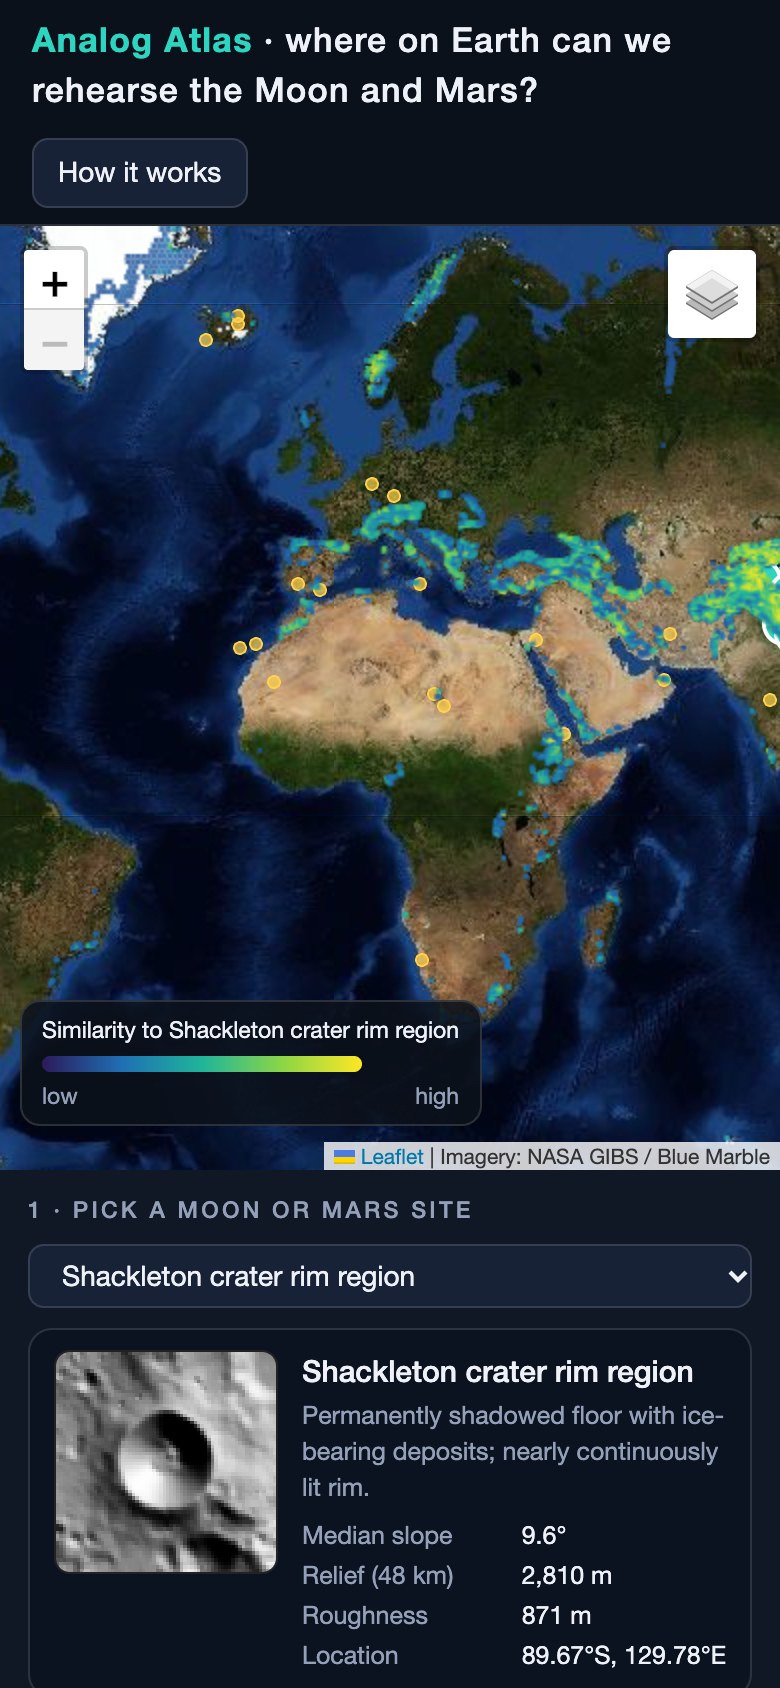 Analog Atlas · where on Earth can we
rehearse the Moon and Mars?
How it works
+
−
Similarity to Shackleton crater rim region
low high
Leaflet | Imagery: NASA GIBS / Blue Marble
1 · PICK A MOON OR MARS SITE
Shackleton crater rim region
Shackleton crater rim region
Permanently shadowed floor with ice-
bearing deposits; nearly continuously
lit rim.
Median slope 9.6°
Relief (48 km) 2,810 m
Roughness 871 m
Location 89.67°S, 129.78°E